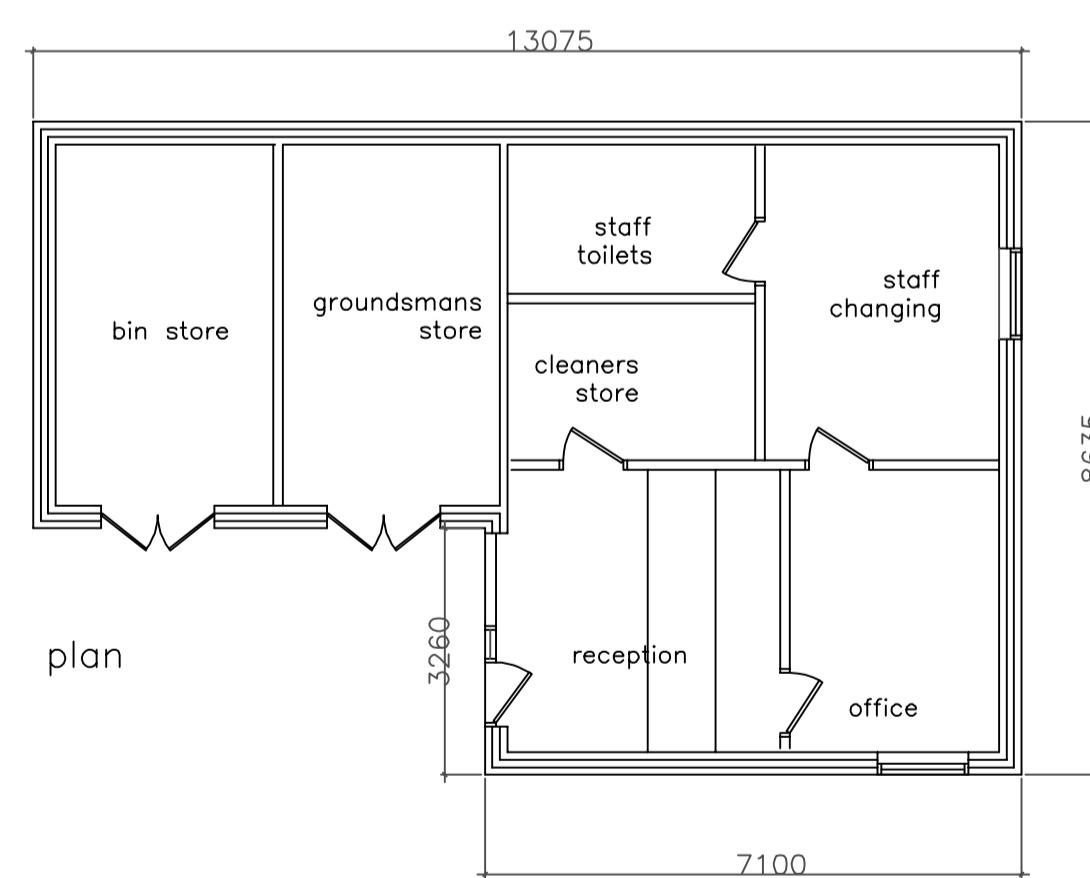 13075
staff
toilets
staff
changing
groundsmans
store
bin store
cleaners
store
3260
plan
reception
office
7100